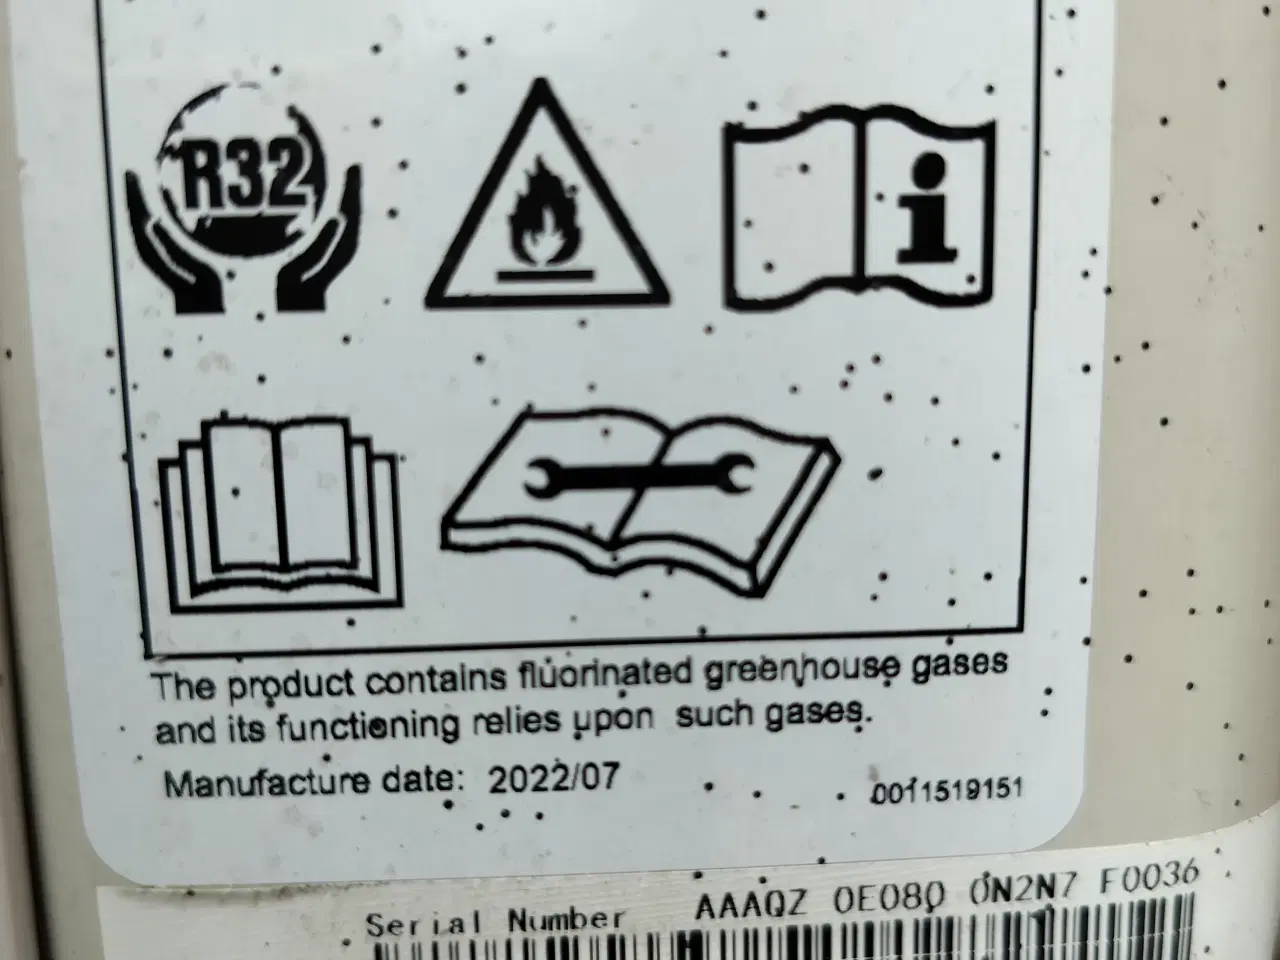 R32
i
The product contains fluorinated greenhouse gases
and its functioning relies upon such gases.
Manufacture date: 2022/07
0011519151
Serial Number AAAQZ 0E080 0N2N7 F0036